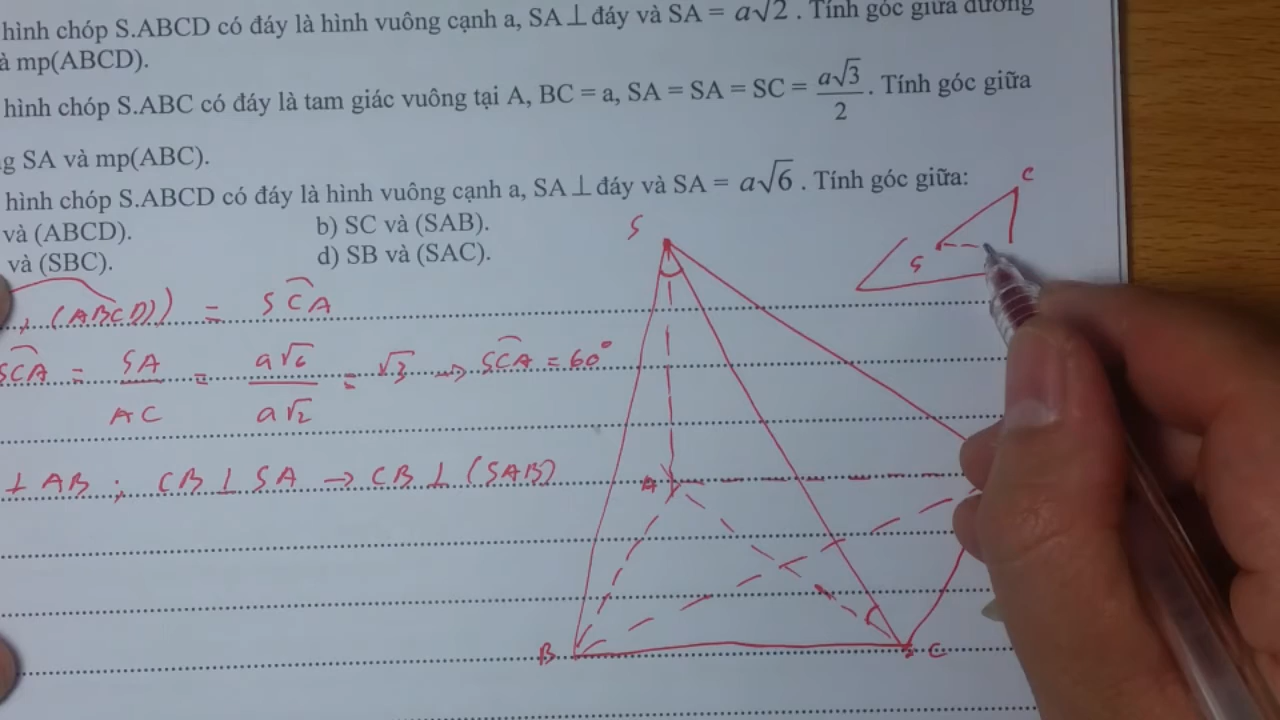 hình chóp S.ABCD có đáy là hình vuông cạnh a, SA ⊥ đáy và SA = a√2 . Tính góc giữa đường
à mp(ABCD).
hình chóp S.ABC có đáy là tam giác vuông tại A, BC = a, SA = SA = SC = a√3/2 . Tính góc giữa
g SA và mp(ABC).
hình chóp S.ABCD có đáy là hình vuông cạnh a, SA ⊥ đáy và SA = a√6 . Tính góc giữa:
và (ABCD). b) SC và (SAB).
và (SBC). d) SB và (SAC).
, (ABCD)) = SCA
SCA = SA/AC = a√6/a√2 = √3 → SCA = 60°
⊥ AB ; CB ⊥ SA → CB ⊥ (SAB)
S
A
B
C
C
S